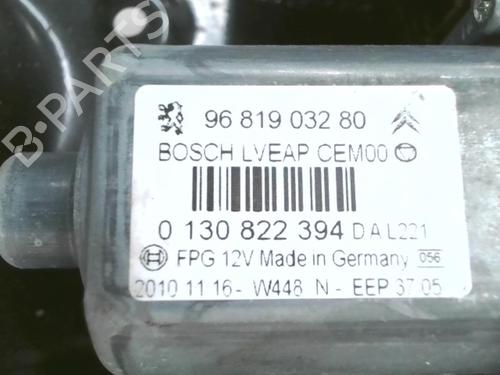 96 819 032 80
BOSCH LVEAP CEM00
0 130 822 394 D A L221
FPG 12V Made in Germany 056
2010 11 16- W448 N - EEP 37 05
B-PARTS